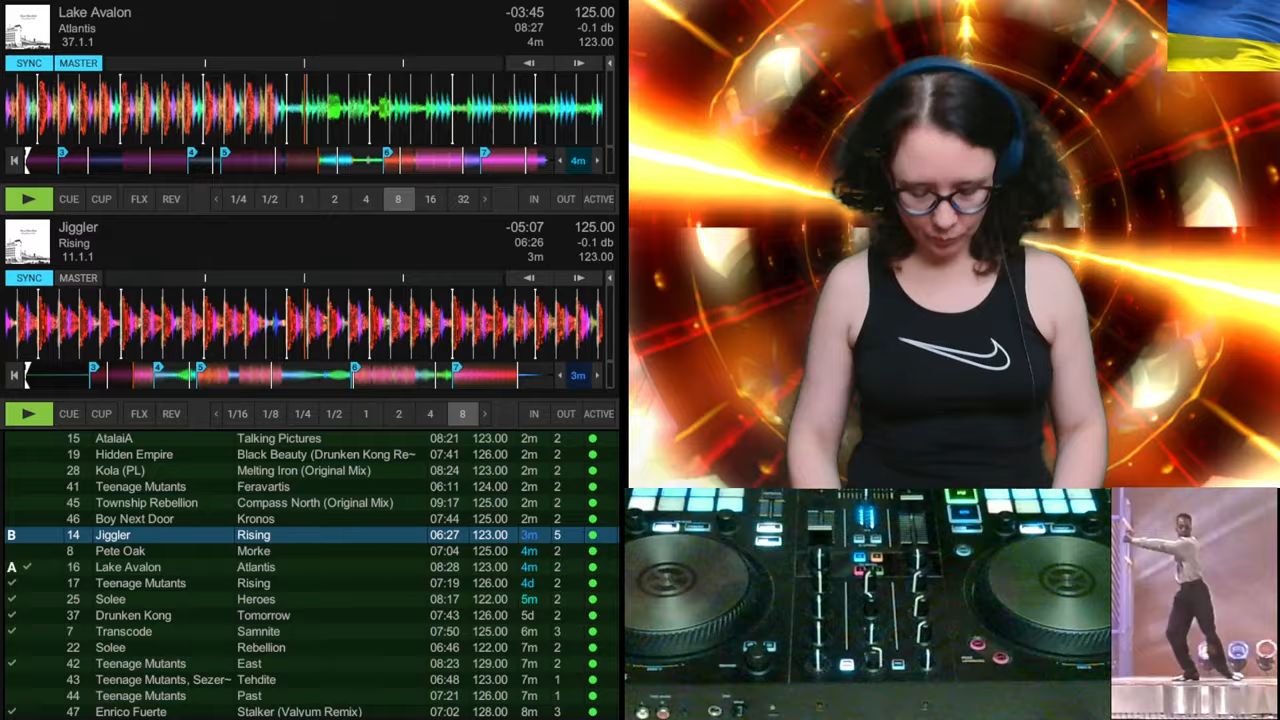 Lake Avalon -03:45 125.00
Atlantis 08:27 -0.1 db
37.1.1 4m 123.00
SYNC MASTER
3 4 5 6 7 4m
CUE CUP FLX REV 1/4 1/2 1 2 4 8 16 32 IN OUT ACTIVE
Jiggler -05:07 125.00
Rising 06:26 -0.1 db
11.1.1 3m 123.00
SYNC MASTER
3 4 5 6 7 3m
CUE CUP FLX REV 1/16 1/8 1/4 1/2 1 2 4 8 IN OUT ACTIVE
15 AtalaiA Talking Pictures 08:21 123.00 2m 2
19 Hidden Empire Black Beauty (Drunken Kong Re~ 07:41 126.00 2m 2
28 Kola (PL) Melting Iron (Original Mix) 08:24 123.00 2m 2
41 Teenage Mutants Feravartis 06:11 124.00 2m 2
45 Township Rebellion Compass North (Original Mix) 09:17 125.00 2m 2
46 Boy Next Door Kronos 07:44 125.00 2m 2
B 14 Jiggler Rising 06:27 123.00 3m 5
8 Pete Oak Morke 07:04 125.00 4m 2
A 16 Lake Avalon Atlantis 08:28 123.00 4m 2
17 Teenage Mutants Rising 07:19 126.00 4d 2
25 Solee Heroes 08:17 122.00 5m 2
37 Drunken Kong Tomorrow 07:43 126.00 5d 2
7 Transcode Samnite 07:50 125.00 6m 3
22 Solee Rebellion 06:46 122.00 7m 2
42 Teenage Mutants East 08:23 129.00 7m 2
43 Teenage Mutants, Sezer~ Tehdite 06:48 123.00 7m 1
44 Teenage Mutants Past 07:21 126.00 7m 1
47 Enrico Fuerte Stalker (Valyum Remix) 07:02 128.00 8m 3